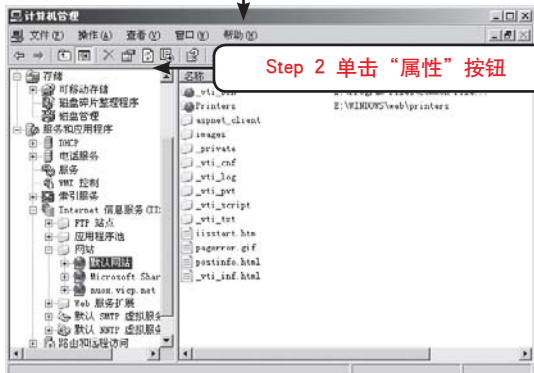 计算机管理
文件(F) 操作(A) 查看(V) 窗口(W) 帮助(H)
Step 2 单击“属性”按钮
名称
存储
可移动存储
磁盘碎片整理程序
磁盘管理
服务和应用程序
DHCP
电话服务
服务
WMI 控制
索引服务
Internet 信息服务(II
FTP 站点
应用程序池
网站
默认网站
Microsoft Shar
nuom.vicp.net
Web 服务扩展
默认 SMTP 虚拟服务
默认 NNTP 虚拟服务
路由和远程访问
Printers E:\WINDOWS\web\printers
aspnet_client
images
_private
_vti_cnf
_vti_log
_vti_pvt
_vti_script
_vti_txt
iisstart.htm
pagerror.gif
postinfo.html
_vti_inf.html